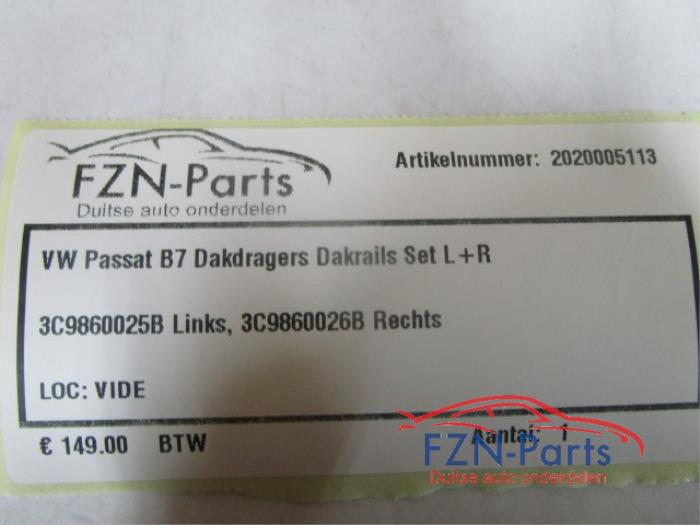 FZN-Parts
Duitse auto onderdelen
Artikelnummer: 2020005113
VW Passat B7 Dakdragers Dakrails Set L+R
3C9860025B Links, 3C9860026B Rechts
LOC: VIDE
€ 149.00 BTW
Aantal: 1
FZN-Parts
Duitse auto onderdelen